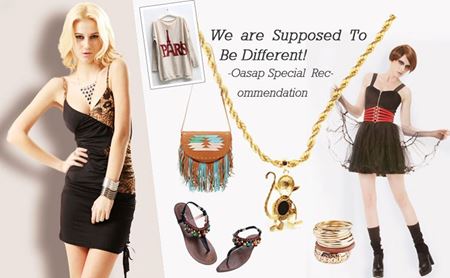 We are Supposed To
Be Different!
-Oasap Special Rec-
ommendation
PARIS